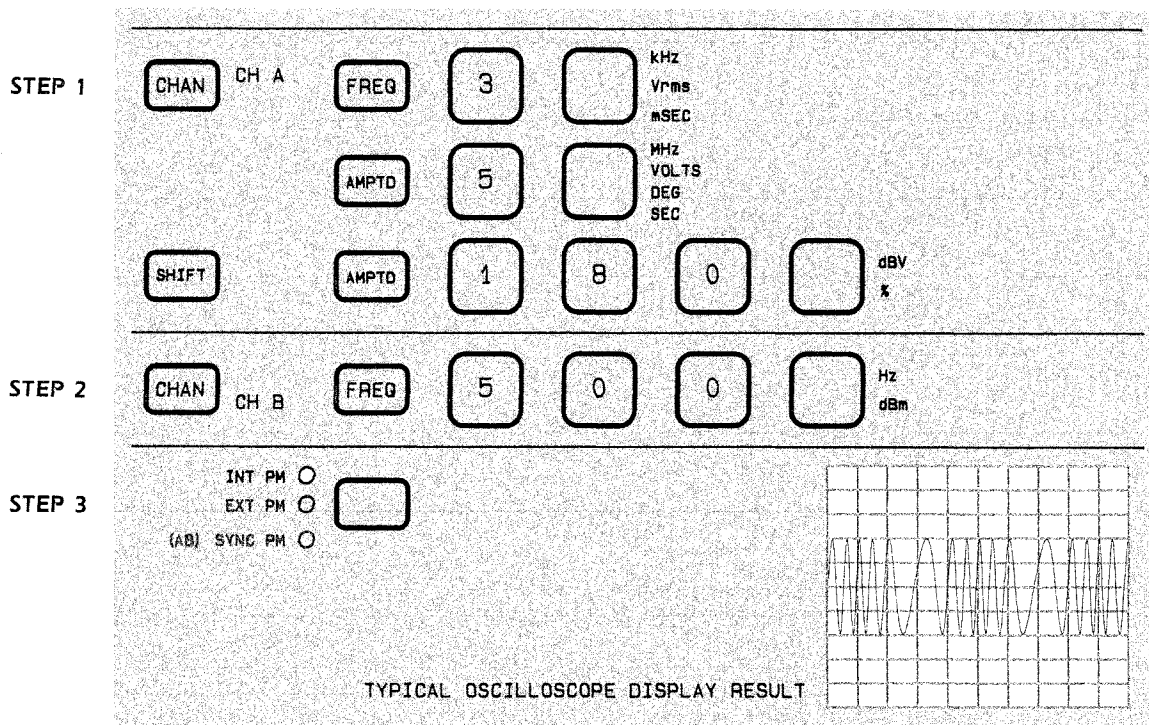 STEP 1
CHAN CH A FREQ 3 kHz
Vrms
mSEC
AMPTD 5 MHz
VOLTS
DEG
SEC
SHIFT AMPTD 1 8 0 dBV
%
STEP 2
CHAN CH B FREQ 5 0 0 Hz
dBm
STEP 3
INT PM
EXT PM
(AB) SYNC PM
TYPICAL OSCILLOSCOPE DISPLAY RESULT